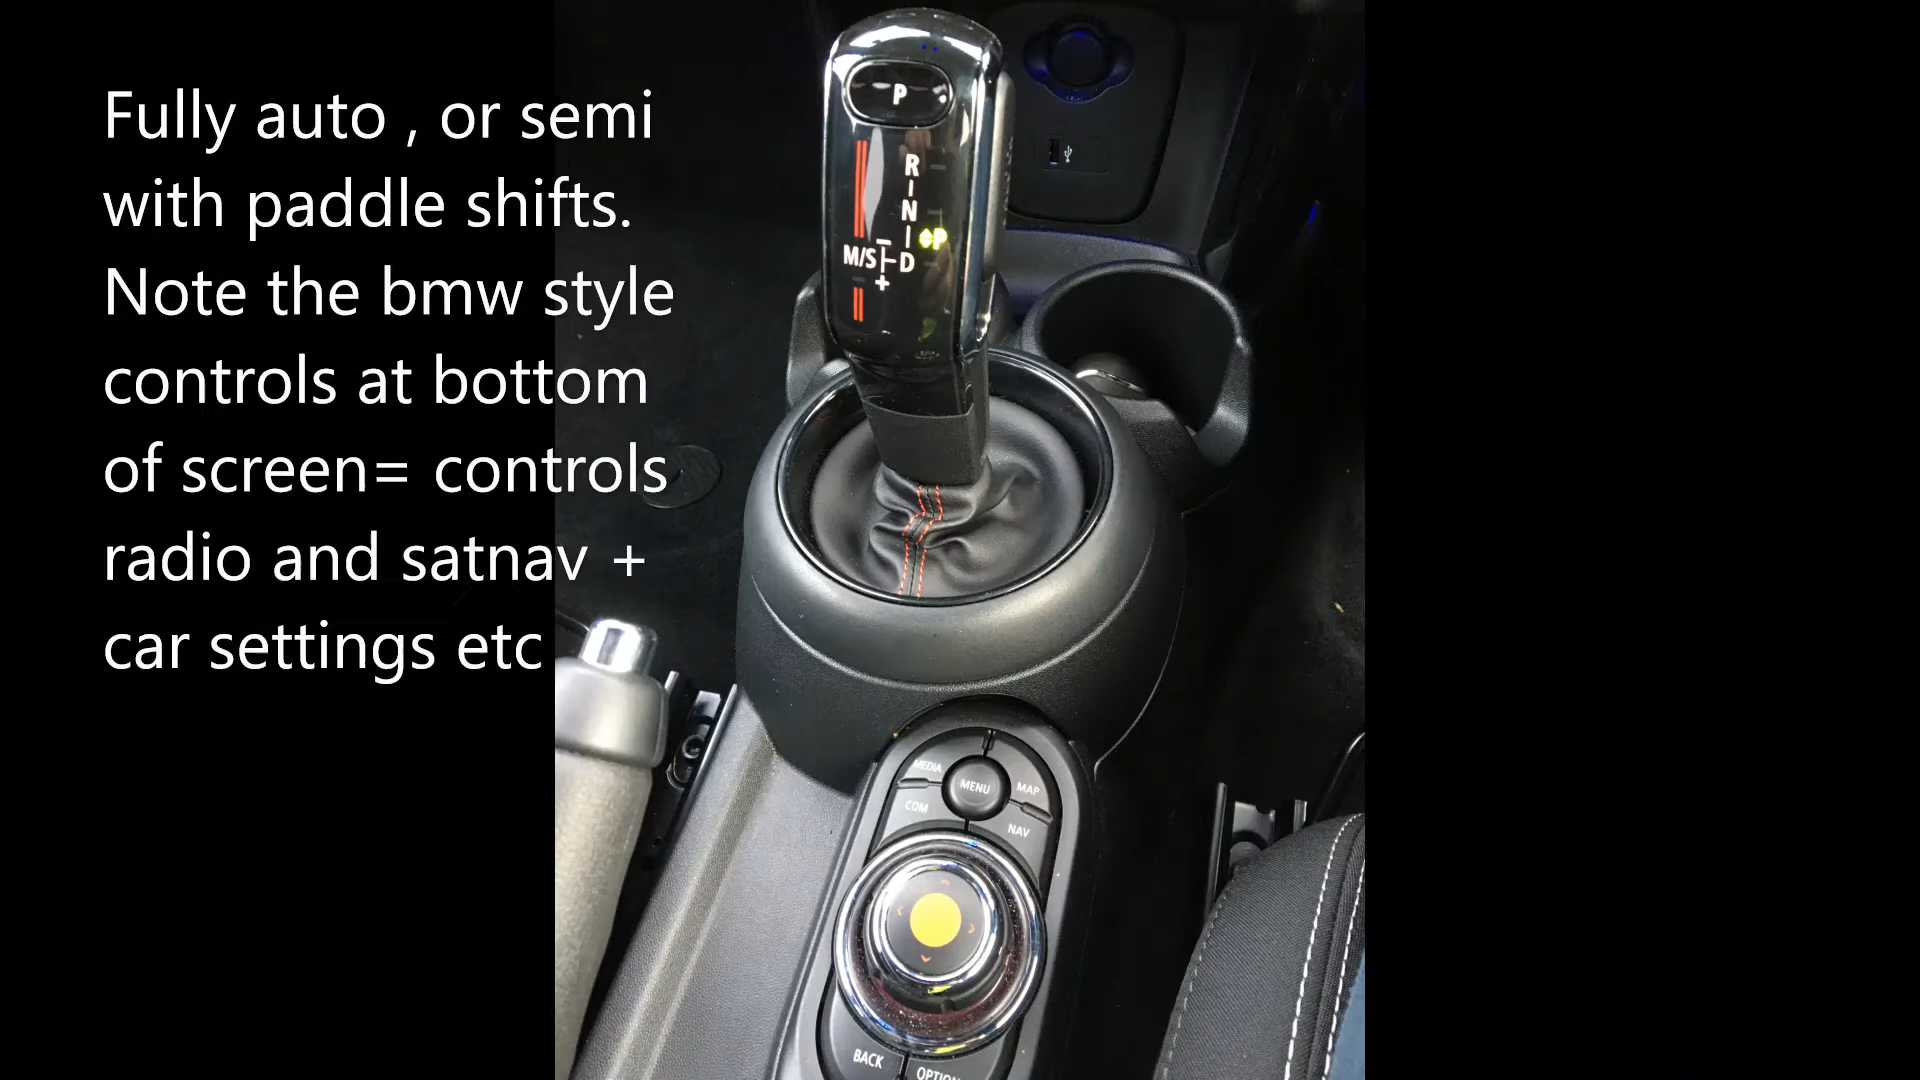 Fully auto , or semi
with paddle shifts.
Note the bmw style
controls at bottom
of screen= controls
radio and satnav +
car settings etc
P
R
N
P
M/S
D
−
+
MEDIA
MENU
MAP
COM
NAV
BACK
OPTION